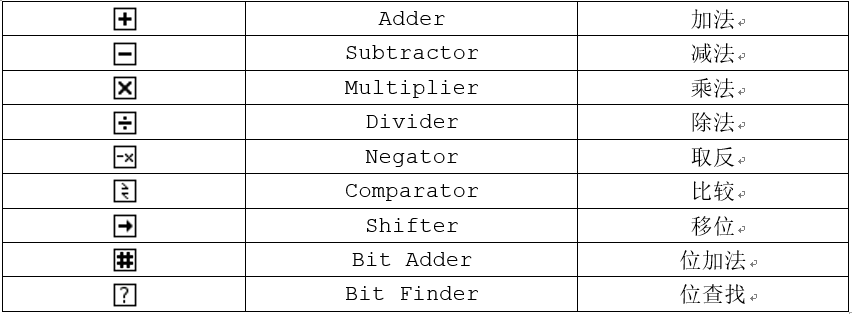 + Adder 加法
− Subtractor 减法
× Multiplier 乘法
÷ Divider 除法
-x Negator 取反
Comparator 比较
→ Shifter 移位
# Bit Adder 位加法
? Bit Finder 位查找